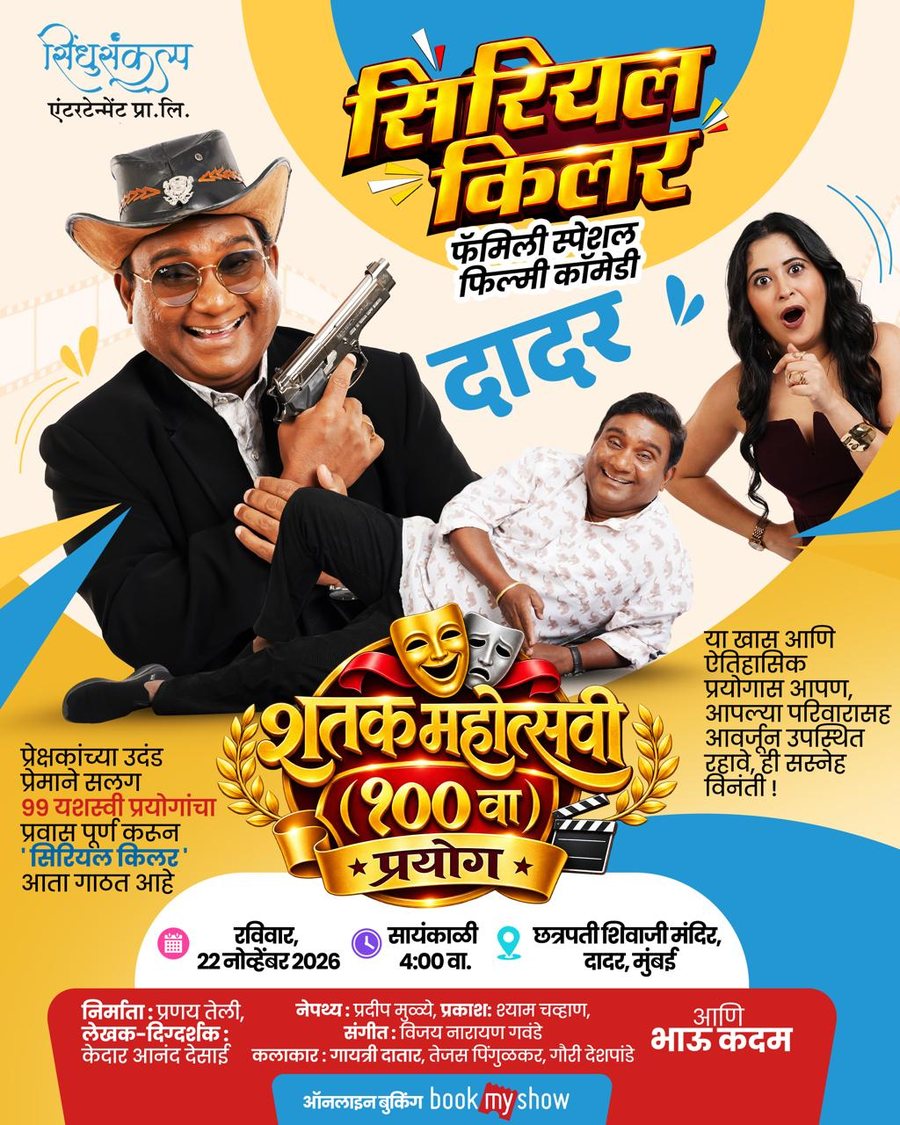 सिंधुसंकल्प
एंटरटेन्मेंट प्रा.लि.
सिरियल
किलर
फॅमिली स्पेशल
फिल्मी कॉमेडी
दादर
प्रेक्षकांच्या उदंड
प्रेमाने सलग
99 यशस्वी प्रयोगांचा
प्रवास पूर्ण करून
'सिरियल किलर'
आता गाठत आहे
शतक महोत्सवी
(१०० वा)
प्रयोग
या खास आणि
ऐतिहासिक
प्रयोगास आपण,
आपल्या परिवारासह
आवर्जून उपस्थित
रहावे, ही सस्नेह
विनंती !
रविवार,
22 नोव्हेंबर 2026
सायंकाळी
4:00 वा.
छत्रपती शिवाजी मंदिर,
दादर, मुंबई
निर्माता : प्रणय तेली,
लेखक-दिग्दर्शक :
केदार आनंद देसाई
नेपथ्य : प्रदीप मुळ्ये, प्रकाश: श्याम चव्हाण,
संगीत : विजय नारायण गवंडे
कलाकार : गायत्री दातार, तेजस पिंगुळकर, गौरी देशपांडे
आणि
भाऊ कदम
ऑनलाइन बुकिंग bookmyshow